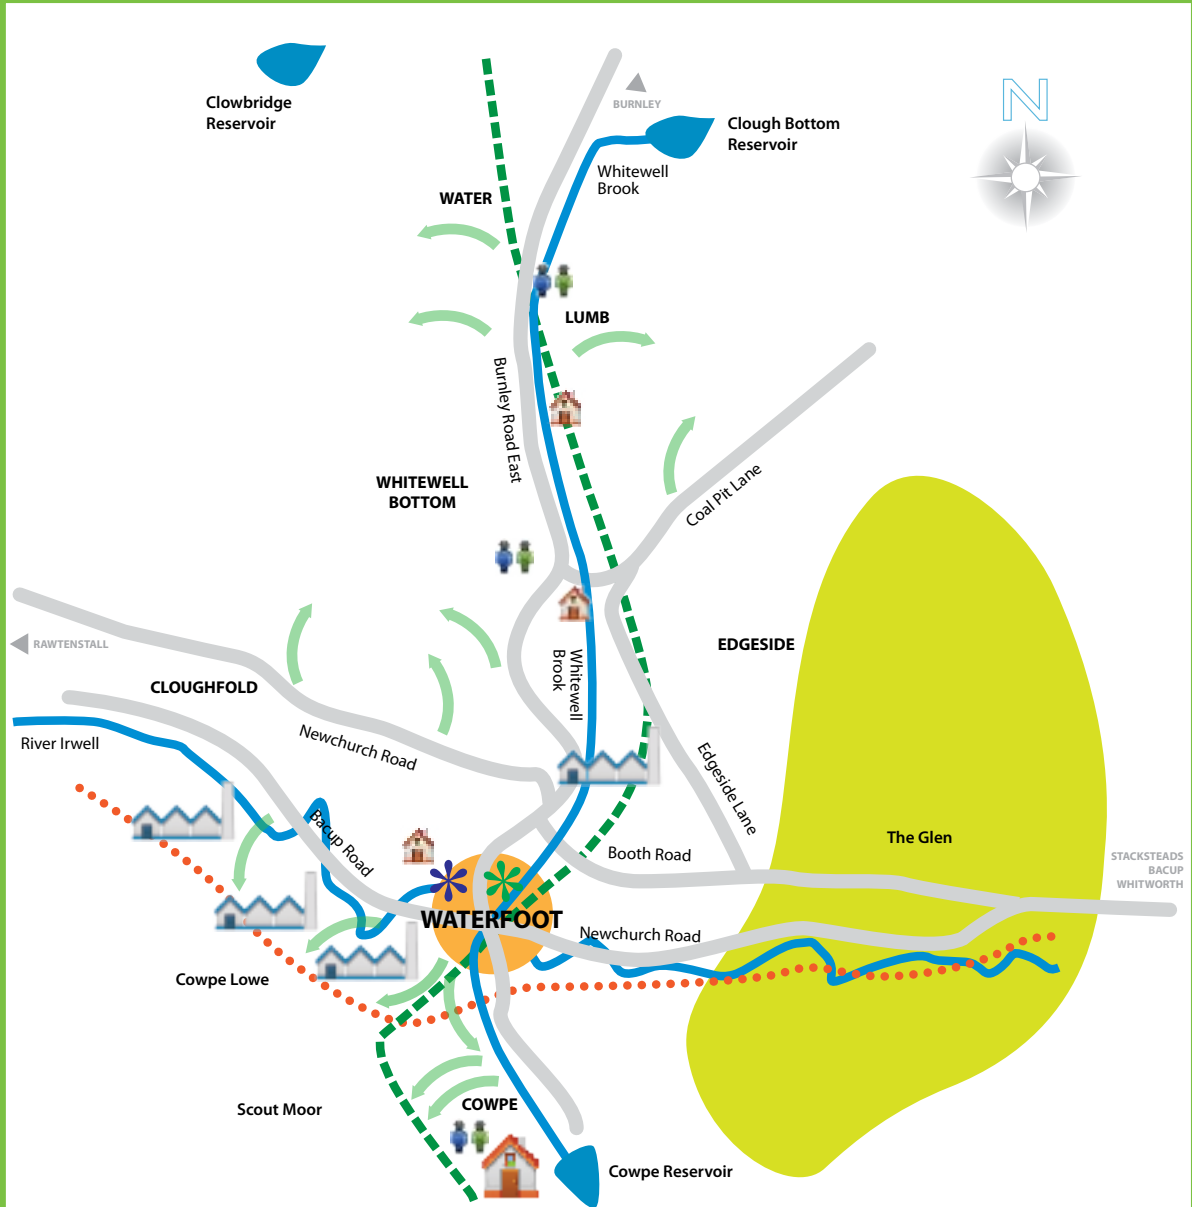 N
Clowbridge
Reservoir
BURNLEY
Clough Bottom
Reservoir
Whitewell
Brook
WATER
LUMB
Burnley Road East
WHITEWELL
BOTTOM
Coal Pit Lane
RAWTENSTALL
EDGESIDE
CLOUGHFOLD
Whitewell
Brook
River Irwell
Newchurch Road
Edgeside Lane
Bacup Road
The Glen
Booth Road
STACKSTEADS
BACUP
WHITWORTH
WATERFOOT
Newchurch Road
Cowpe Lowe
Scout Moor
COWPE
Cowpe Reservoir